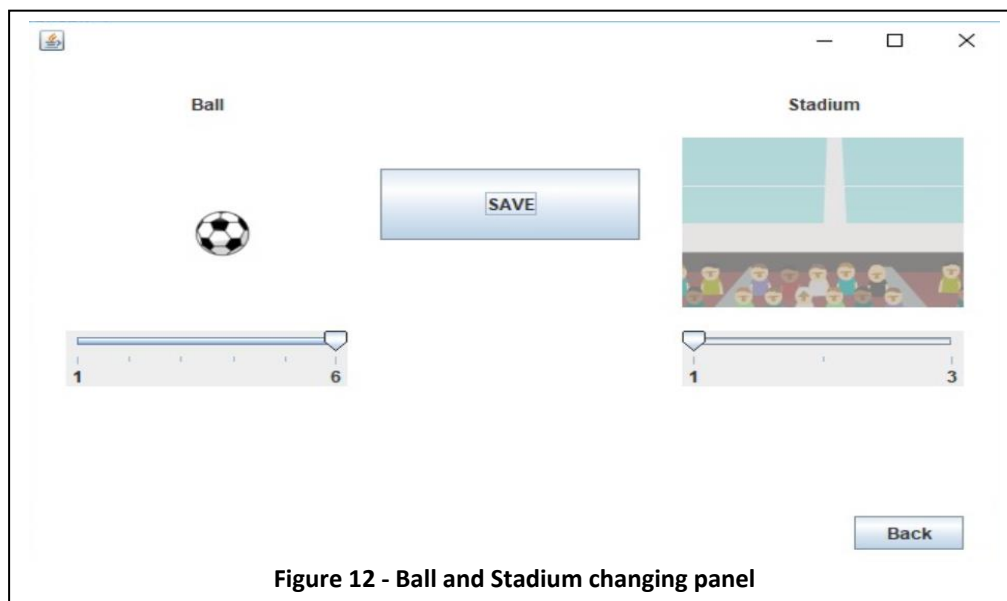 Ball
Stadium
SAVE
1 6
1 3
Back
Figure 12 - Ball and Stadium changing panel